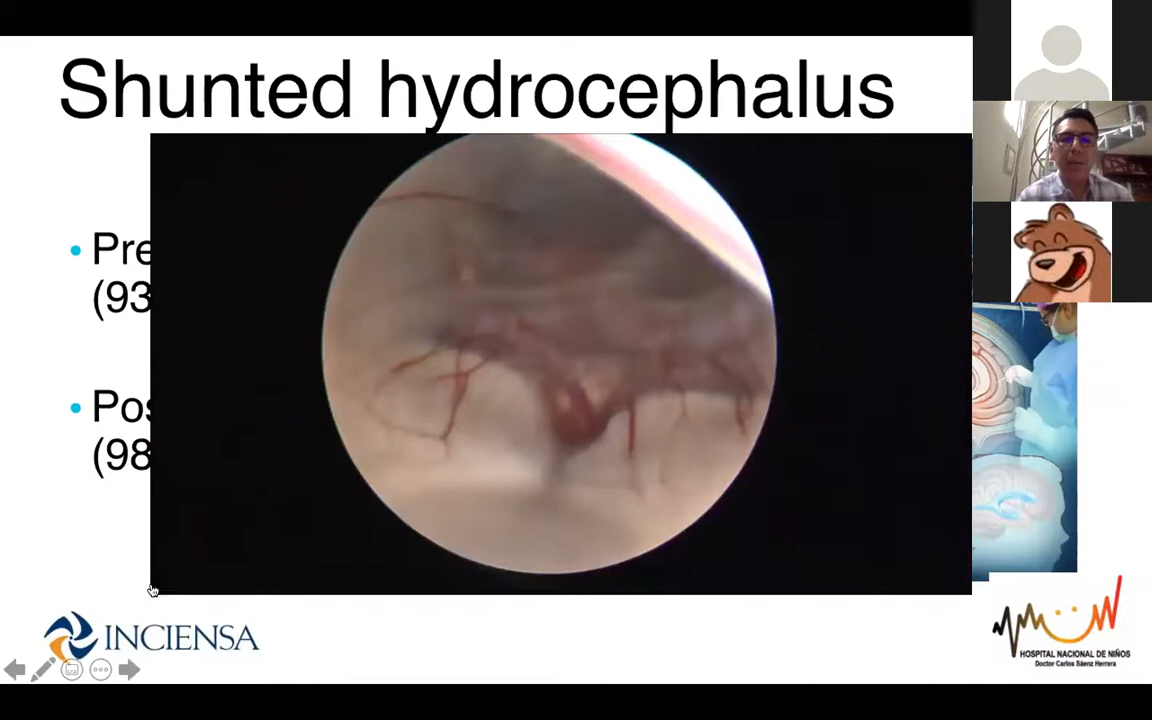 Shunted hydrocephalus
• Pre
(93
• Pos
(98
INCIENSA
HOSPITAL NACIONAL DE NIÑOS
Doctor Carlos Sáenz Herrera